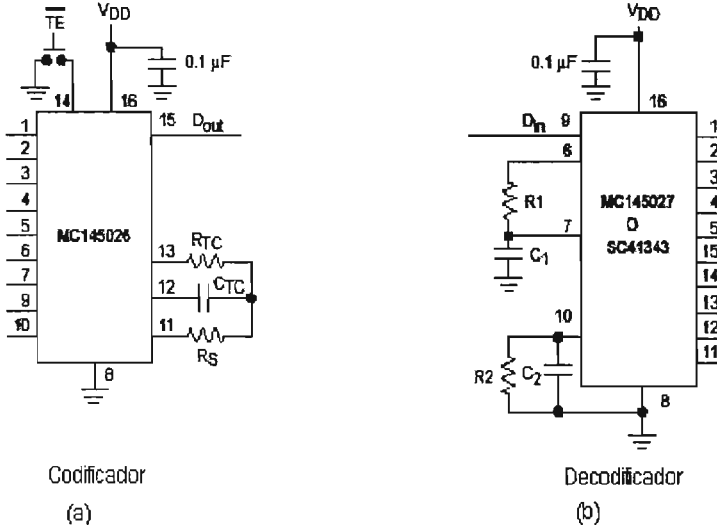 TE
VDD
0.1 µF
14
16
1
2
3
4
5
6
7
9
10
15
Dout
MC145026
13
RTC
12
CTC
11
RS
8
Codificador
(a)
VDD
0.1 µF
16
Din
9
6
R1
7
C1
MC145027
O
SC41343
1
2
3
4
5
15
14
13
12
11
10
R2
C2
8
Decodificador
(b)